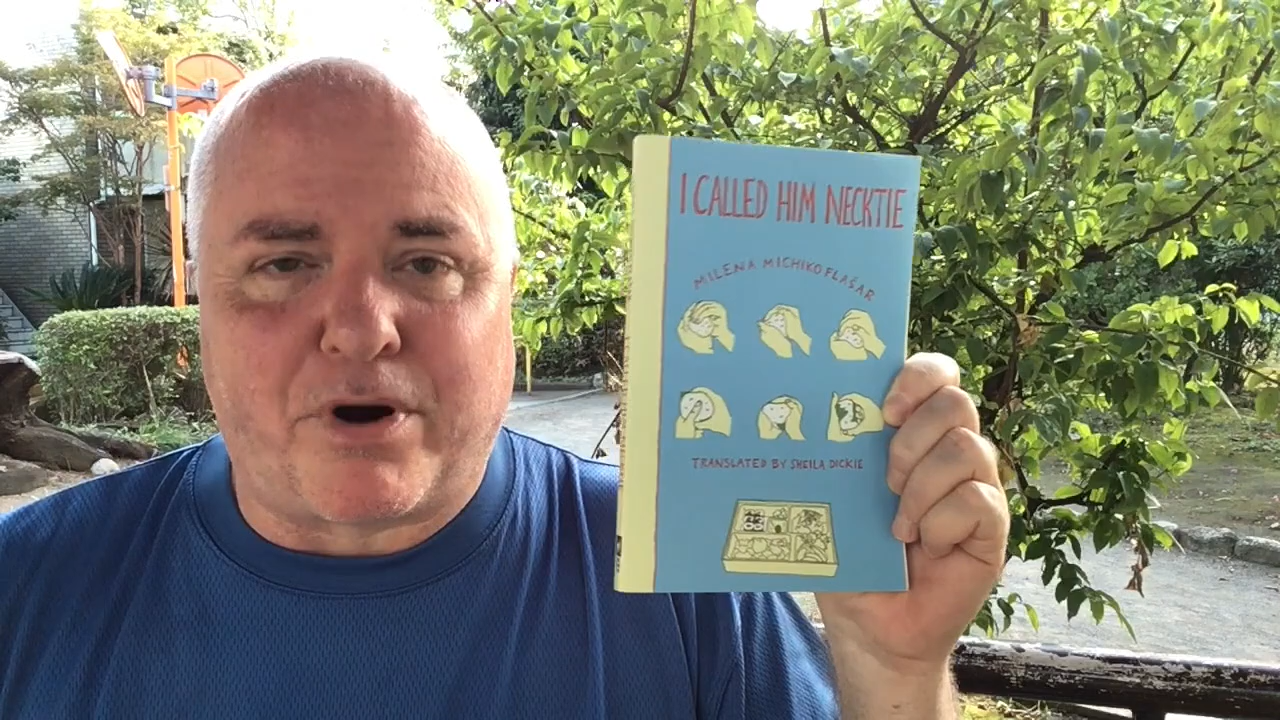 I CALLED HIM NECKTIE
MILENA MICHIKO FLAŠAR
TRANSLATED BY SHEILA DICKIE